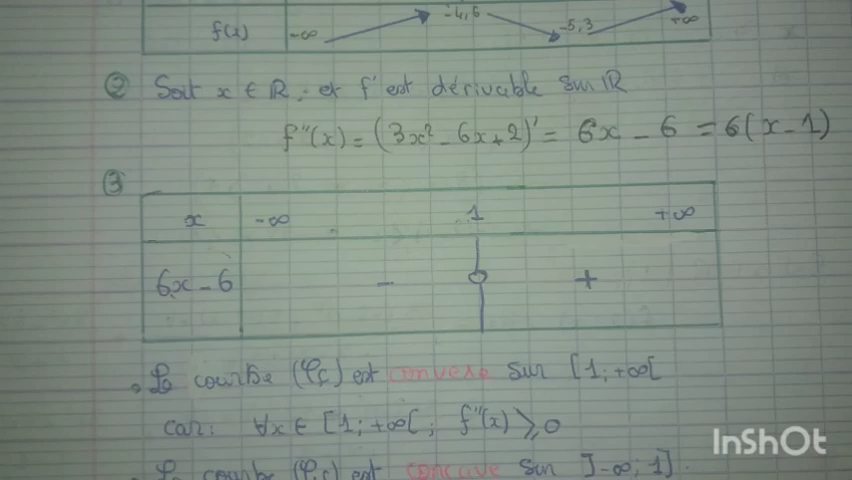 f(x) -∞ -4,6 -5,3 +∞
② Soit x ∈ ℝ, et f' est dérivable sur ℝ
f''(x) = (3x² - 6x + 2)' = 6x - 6 = 6(x - 1)
③
x -∞ 1 +∞
6x - 6 - 0 +
• La courbe (𝒞f) est convexe sur [1; +∞[
car: ∀x ∈ [1; +∞[ ; f''(x) ⩾ 0
InShOt
• La courbe (𝒞f) est concave sur ]-∞; 1].